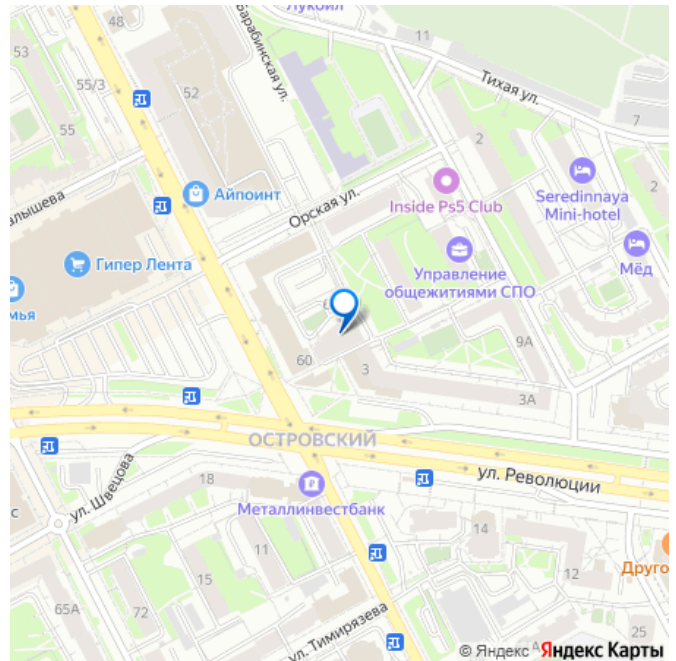 48
Лукойл
11
53
Барабинская ул.
55/3
52
Тихая ул.
7
55
2
Айпоинт
Inside Ps5 Club
Seredinnaya
Mini-hotel
2
Орская ул.
Гипер Лента
Управление
общежитиями СПО
Мёд
мья
60
3
9А
3А
ОСТРОВСКИЙ
ул. Революции
ул. Швецова
18
с
Металлинвестбанк
14
11
15
12
Друго
65А
72
ул. Тимирязева
25
© Яндекс
Яндекс Карты